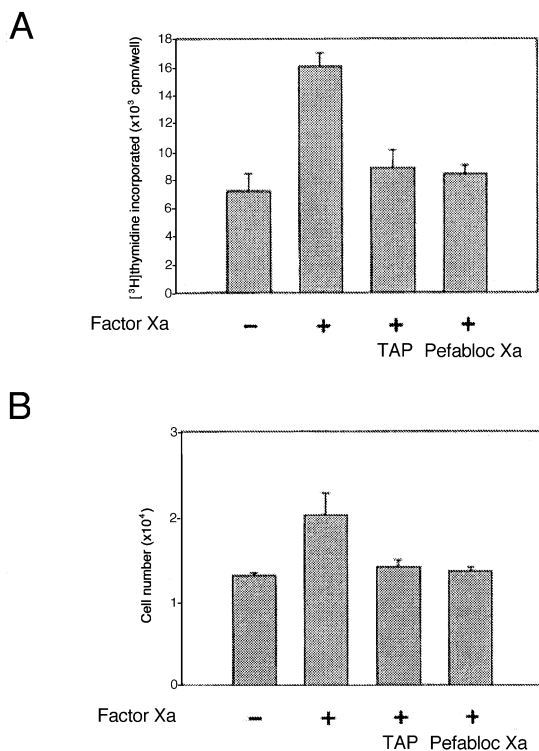 A
[³H]thymidine incorporated (x10³ cpm/well)
18
16
14
12
10
8
6
4
2
0
Factor Xa - + + +
TAP Pefabloc Xa
B
Cell number (x10⁴)
3
2
1
0
Factor Xa - + + +
TAP Pefabloc Xa